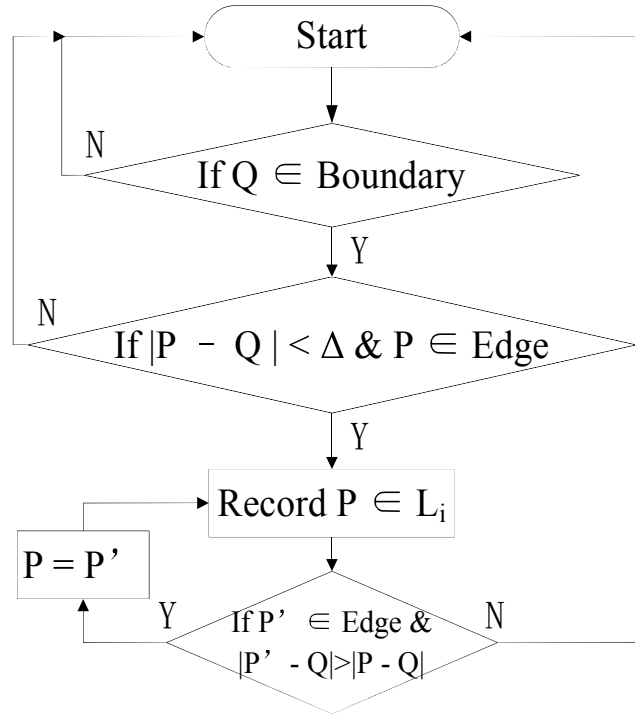 Start
N
If Q ∈ Boundary
Y
N
If |P - Q | < Δ & P ∈ Edge
Y
Record P ∈ Li
P = P’
Y
If P’ ∈ Edge &
|P’ - Q|>|P - Q|
N